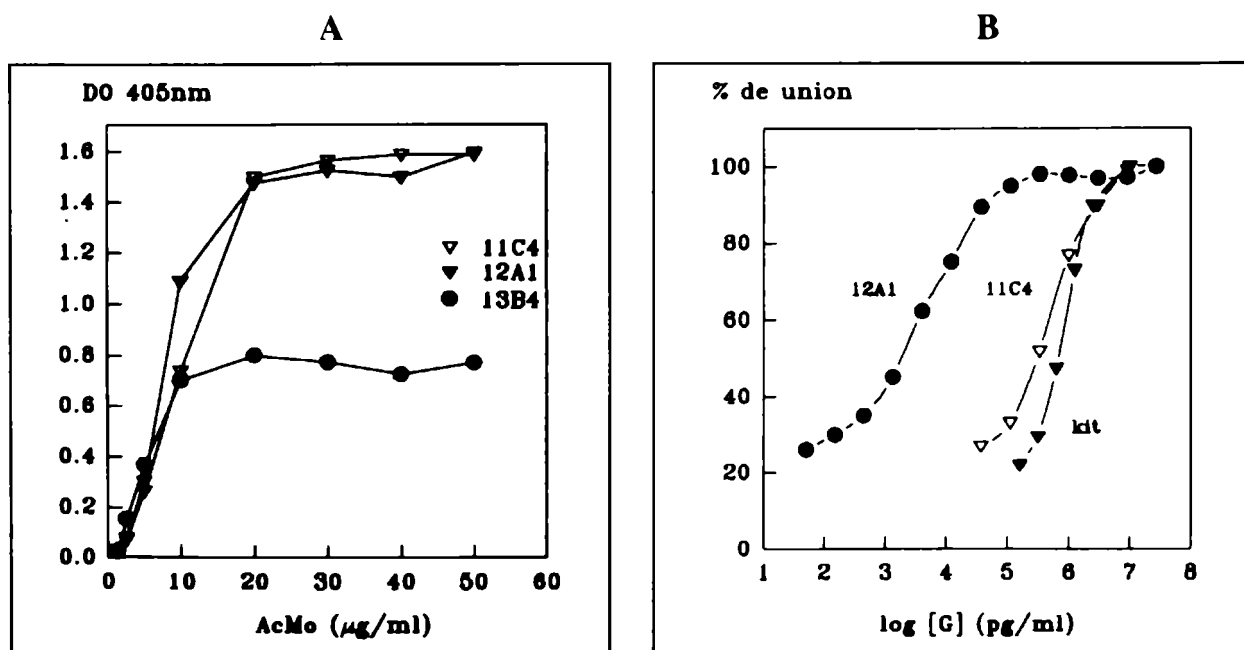 A
DO 405nm
1.6
1.4
1.2
1.0
0.8
0.6
0.4
0.2
0.0
0 10 20 30 40 50 60
AcMo (µg/ml)
11C4
12A1
13B4
B
% de union
100
80
60
40
20
0
1 2 3 4 5 6 7 8
log [G] (pg/ml)
12A1
11C4
kit